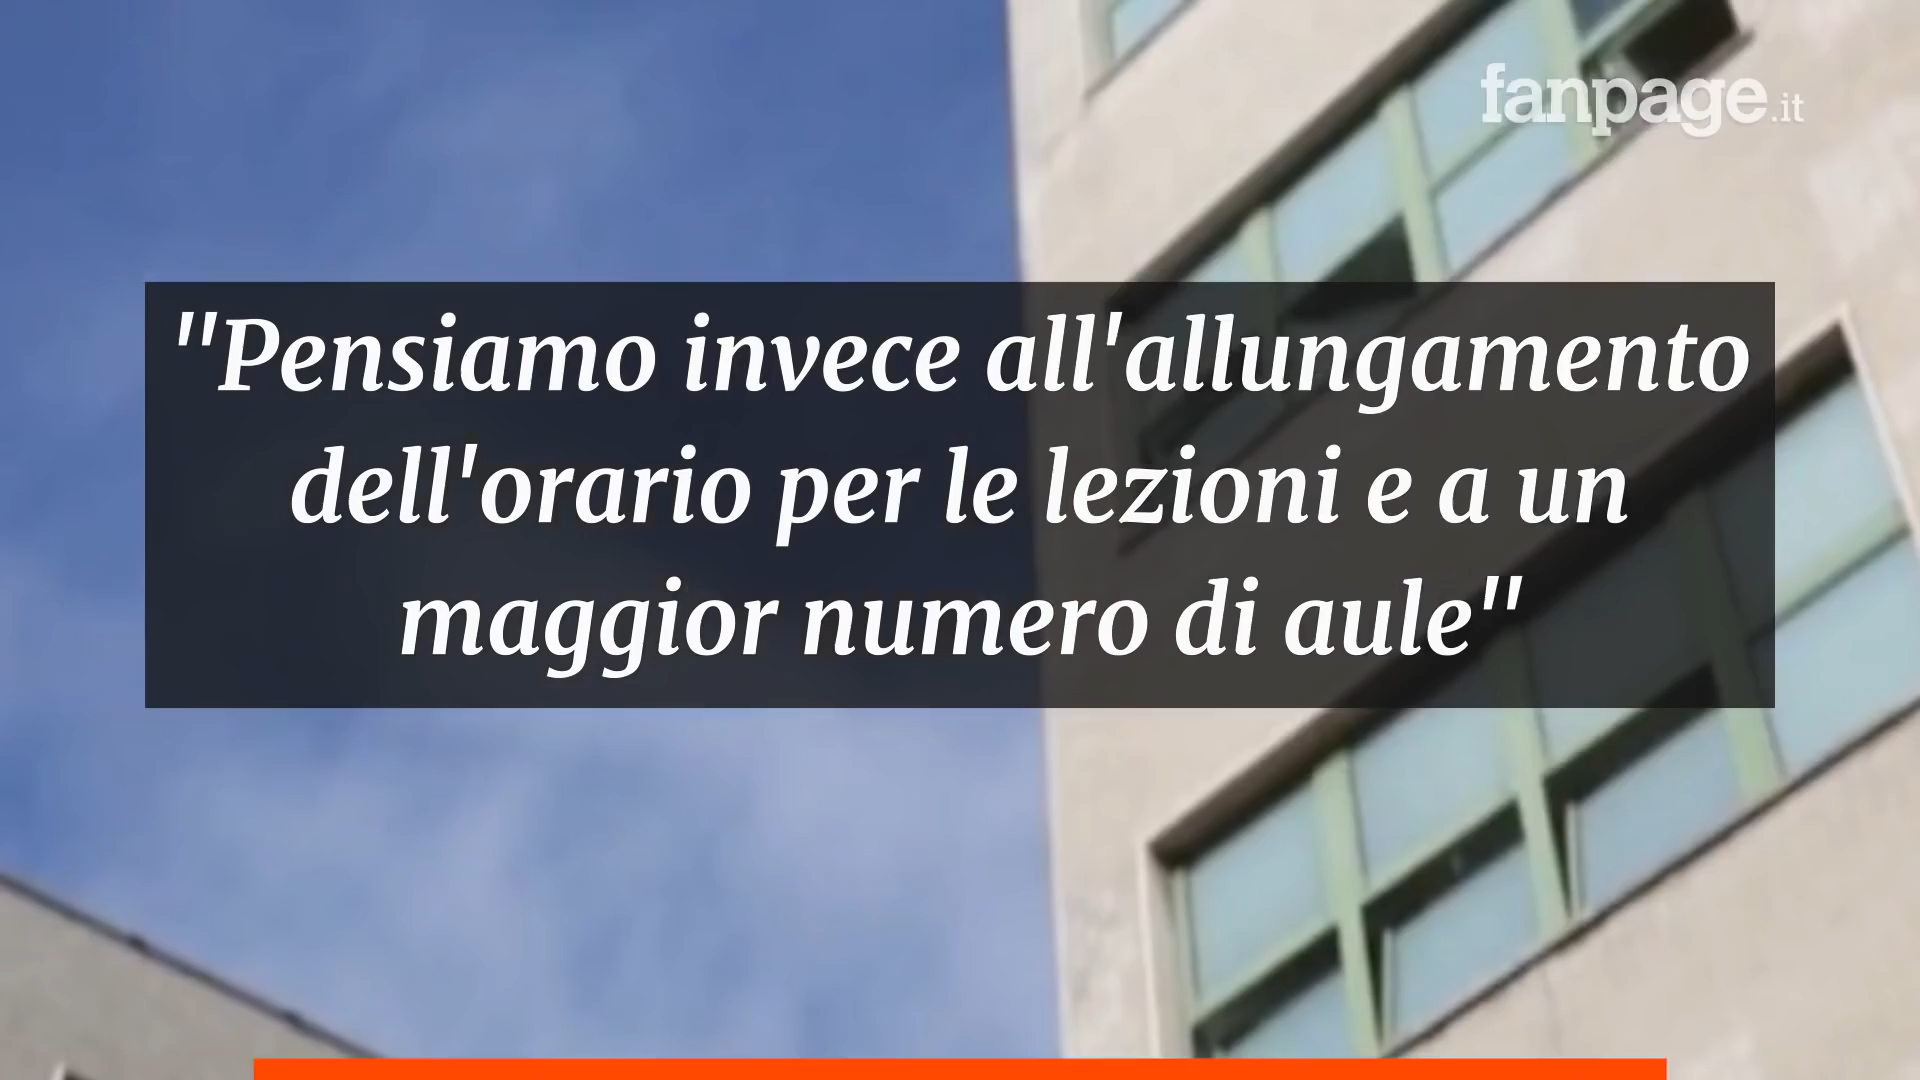 fanpage.it
"Pensiamo invece all'allungamento
dell'orario per le lezioni e a un
maggior numero di aule"